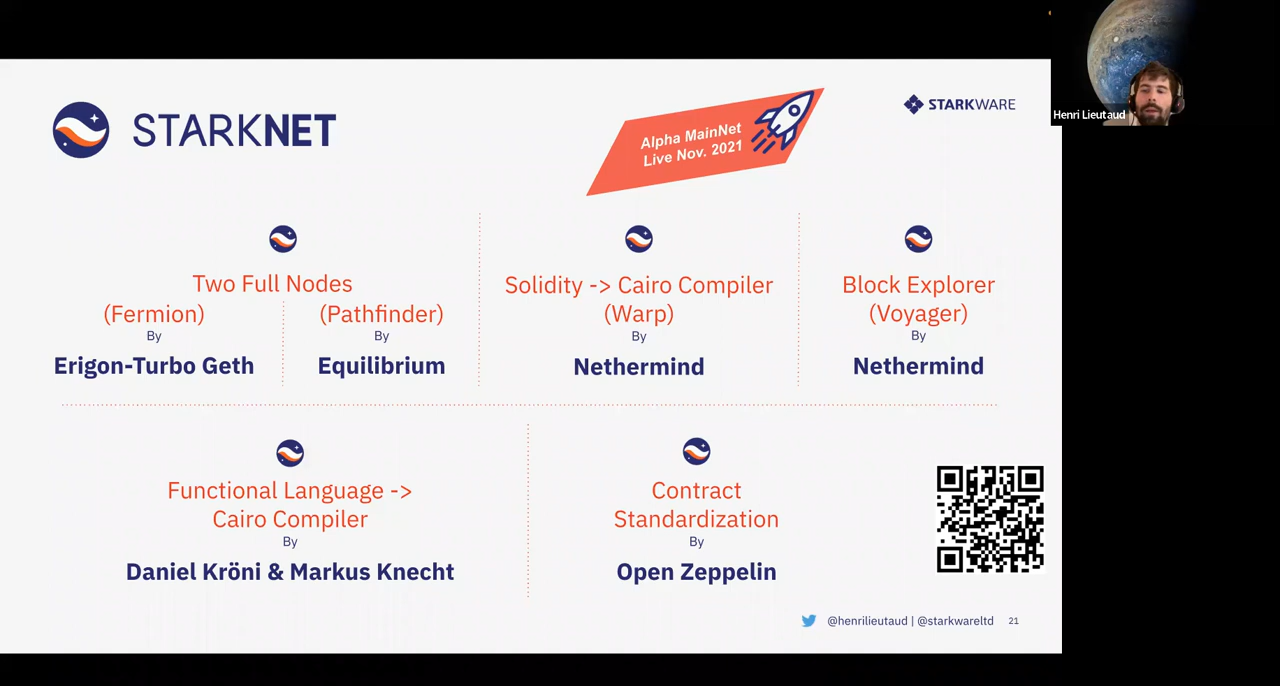 STARKNET
Alpha MainNet
Live Nov. 2021
STARKWARE
Henri Lieutaud
Two Full Nodes
(Fermion)
By
Erigon-Turbo Geth
(Pathfinder)
By
Equilibrium
Solidity -> Cairo Compiler
(Warp)
By
Nethermind
Block Explorer
(Voyager)
By
Nethermind
Functional Language ->
Cairo Compiler
By
Daniel Kröni & Markus Knecht
Contract
Standardization
By
Open Zeppelin
@henrilieutaud | @starkwareltd 21